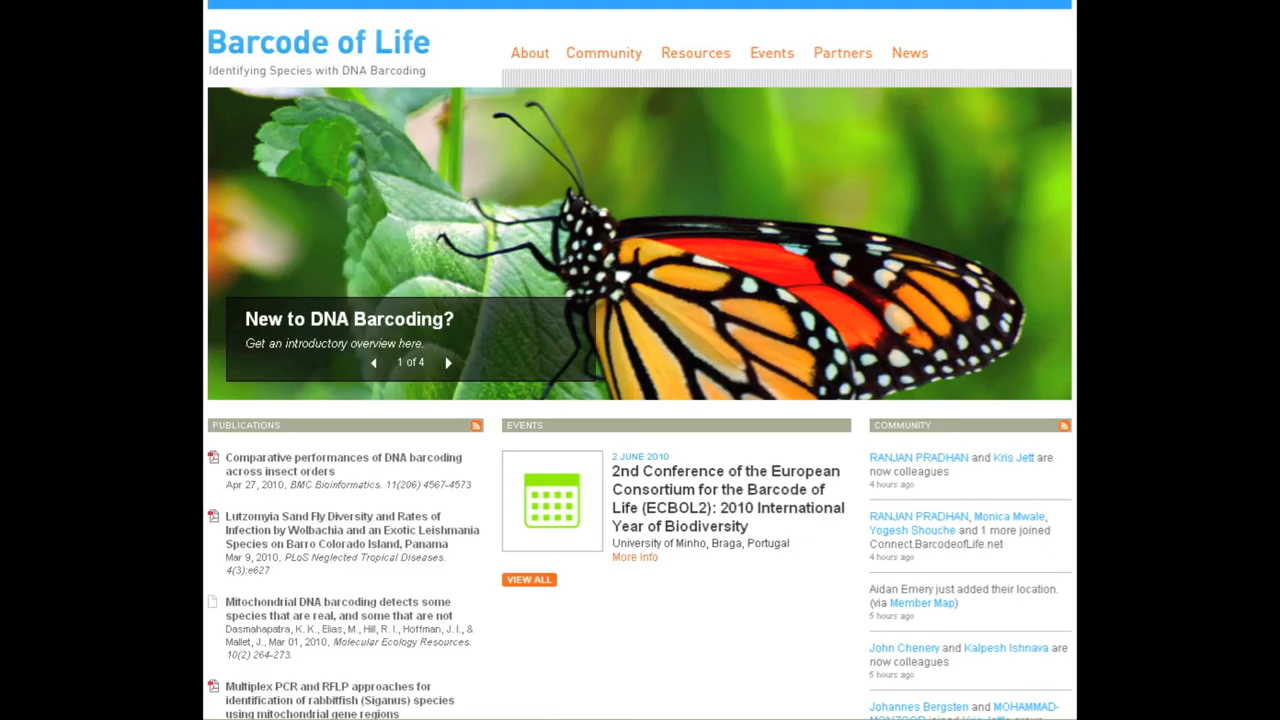 Barcode of Life
Identifying Species with DNA Barcoding
About Community Resources Events Partners News
New to DNA Barcoding?
Get an introductory overview here.
1 of 4
PUBLICATIONS
Comparative performances of DNA barcoding
across insect orders
Apr 27, 2010, BMC Bioinformatics. 11(206) 4567-4573
Lutzomyia Sand Fly Diversity and Rates of
Infection by Wolbachia and an Exotic Leishmania
Species on Barro Colorado Island, Panama
Mar 9, 2010, PLoS Neglected Tropical Diseases.
4(3):e627
Mitochondrial DNA barcoding detects some
species that are real, and some that are not
Dasmahapatra, K. K., Elias, M., Hill, R. I., Hoffman, J. I., &
Mallet, J., Mar 01, 2010, Molecular Ecology Resources.
10(2) 264-273.
Multiplex PCR and RFLP approaches for
identification of rabbitfish (Siganus) species
using mitochondrial gene regions
EVENTS
2 JUNE 2010
2nd Conference of the European
Consortium for the Barcode of
Life (ECBOL2): 2010 International
Year of Biodiversity
University of Minho, Braga, Portugal
More Info
VIEW ALL
COMMUNITY
RANJAN PRADHAN and Kris Jett are
now colleagues
4 hours ago
RANJAN PRADHAN, Monica Mwale,
Yogesh Shouche and 1 more joined
Connect.BarcodeofLife.net
4 hours ago
Aidan Emery just added their location.
(via Member Map)
5 hours ago
John Chenery and Kalpesh Ishnava are
now colleagues
5 hours ago
Johannes Bergsten and MOHAMMAD-